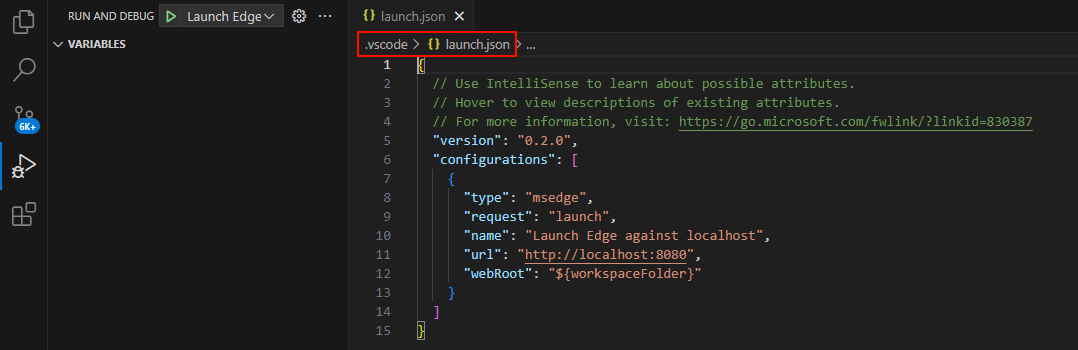 RUN AND DEBUG Launch Edge ...
VARIABLES
6K+
{} launch.json
.vscode > {} launch.json > ...
1 {
2 // Use IntelliSense to learn about possible attributes.
3 // Hover to view descriptions of existing attributes.
4 // For more information, visit: https://go.microsoft.com/fwlink/?linkid=830387
5 "version": "0.2.0",
6 "configurations": [
7 {
8 "type": "msedge",
9 "request": "launch",
10 "name": "Launch Edge against localhost",
11 "url": "http://localhost:8080",
12 "webRoot": "${workspaceFolder}"
13 }
14 ]
15 }